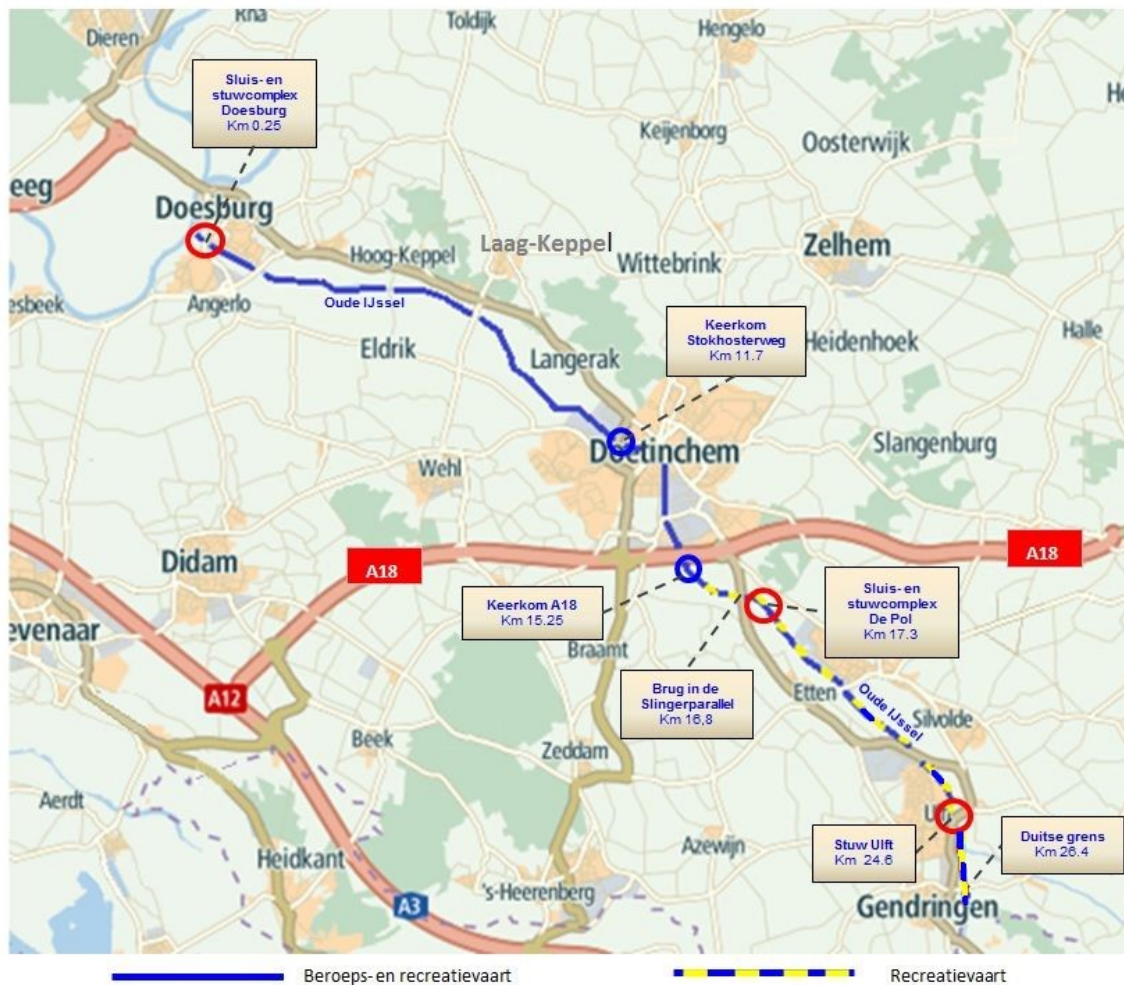 Rha
Toldijk
Hengelo
Dieren
Sluis- en
stuwcomplex
Doesburg
Km 0.25
Keijenborg
Oosterwijk
He
eeg
Doesburg
Laag-Keppel
Hoog-Keppel
Wittebrink
Zelhem
esbeek
Angerlo
Oude IJssel
Keerkom
Stokhosterweg
Km 11.7
Halle
Eldrik
Langerak
Heidenhoek
Doetinchem
Slangenburg
Wehl
A18
A18
Didam
Keerkom A18
Km 15.25
Sluis- en
stuwcomplex
De Pol
Km 17.3
evenaar
Braamt
Brug in de
Slingerparallel
Km 16,8
Etten
Oude IJssel
Silvolde
A12
Beek
Zeddam
Aerdt
Ul
Stuw Ulft
Km 24.6
Duitse grens
Km 26.4
Azewijn
Heidkant
's-Heerenberg
A3
Gendringen
Beroeps- en recreatievaart
Recreatievaart